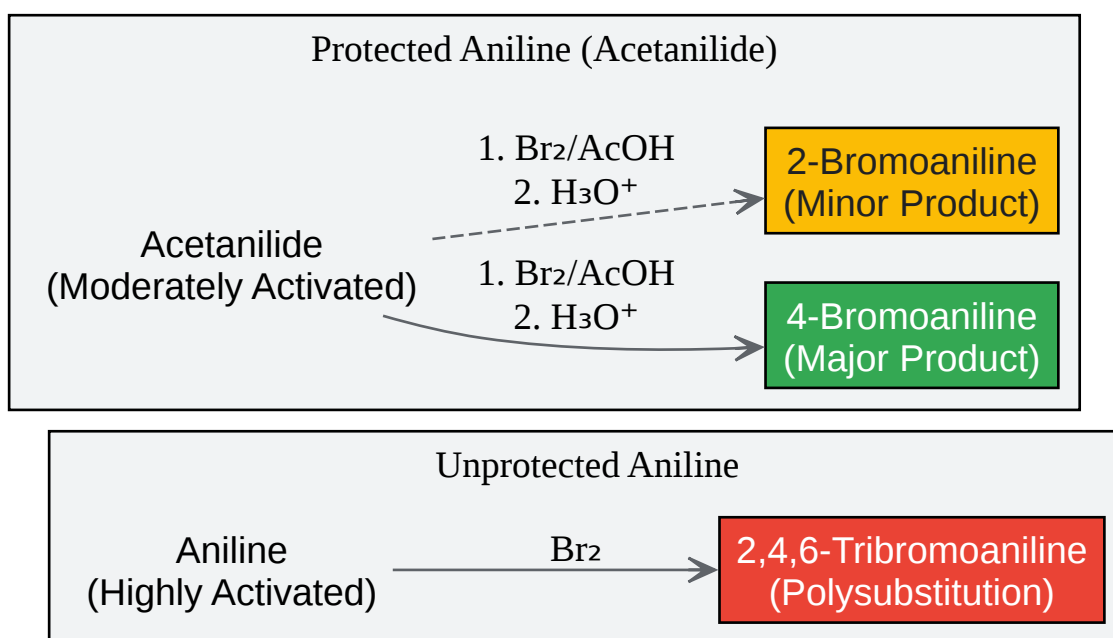 Protected Aniline (Acetanilide)
1. Br₂/AcOH
2. H₃O⁺
2-Bromoaniline
(Minor Product)
Acetanilide
(Moderately Activated)
1. Br₂/AcOH
2. H₃O⁺
4-Bromoaniline
(Major Product)
Unprotected Aniline
Aniline
(Highly Activated)
Br₂
2,4,6-Tribromoaniline
(Polysubstitution)